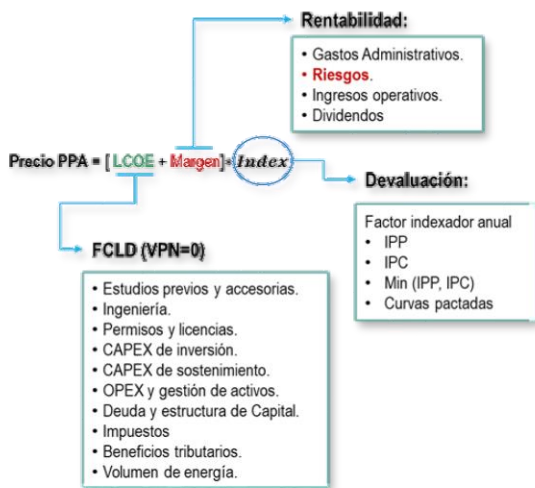 Rentabilidad:
• Gastos Administrativos.
• Riesgos.
• Ingresos operativos.
• Dividendos
Precio PPA = [LCOE + Margen]* Index
Devaluación:
Factor indexador anual
• IPP
• IPC
• Min (IPP, IPC)
• Curvas pactadas
FCLD (VPN=0)
• Estudios previos y accesorias.
• Ingeniería.
• Permisos y licencias.
• CAPEX de inversión.
• CAPEX de sostenimiento.
• OPEX y gestión de activos.
• Deuda y estructura de Capital.
• Impuestos
• Beneficios tributarios.
• Volumen de energía.